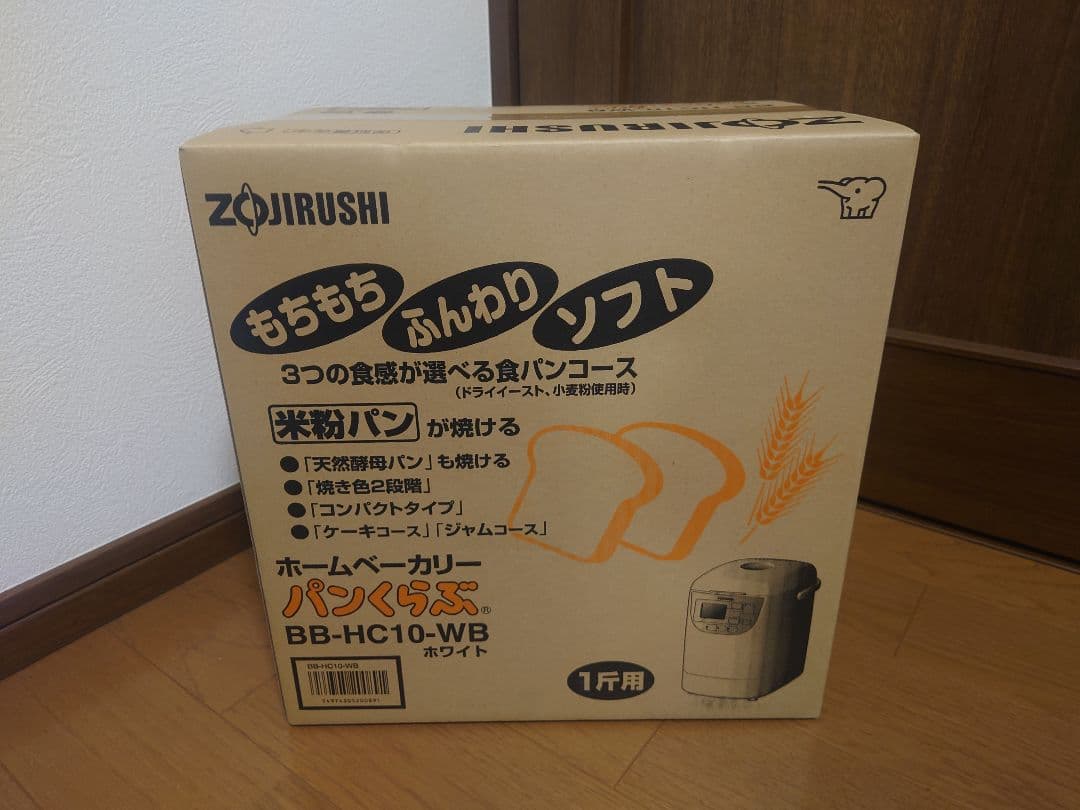 ZOJIRUSHI
ZOJIRUSHI
もちもち
ふんわり
ソフト
3つの食感が選べる食パンコース
(ドライイースト、小麦粉使用時)
米粉パン が焼ける
●「天然酵母パン」も焼ける
●「焼き色2段階」
●「コンパクトタイプ」
●「ケーキコース」「ジャムコース」
ホームベーカリー
パンくらぶ®
BB-HC10-WB
ホワイト
BB-HC10-WB
1斤用